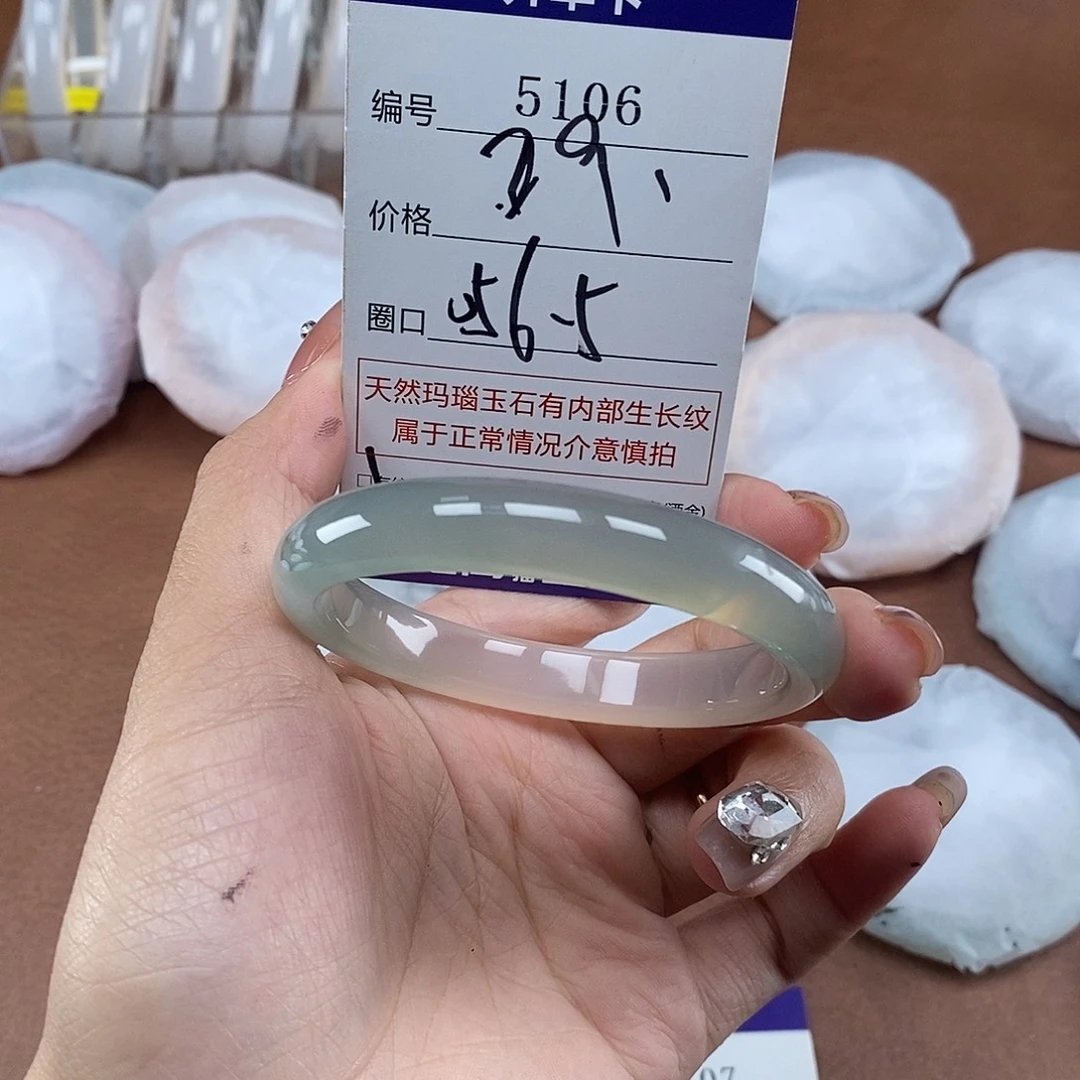 编号 5106
29.
价格
圈口 56.5
天然玛瑙玉石有内部生长纹
属于正常情况介意慎拍
07